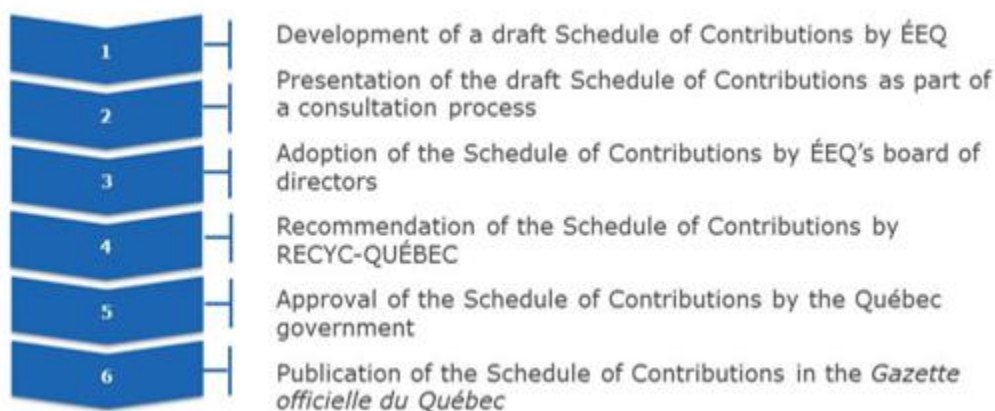 1
Development of a draft Schedule of Contributions by ÉEQ
2
Presentation of the draft Schedule of Contributions as part of
a consultation process
3
Adoption of the Schedule of Contributions by ÉEQ's board of
directors
4
Recommendation of the Schedule of Contributions by
RECYC-QUÉBEC
5
Approval of the Schedule of Contributions by the Québec
government
6
Publication of the Schedule of Contributions in the Gazette
officielle du Québec